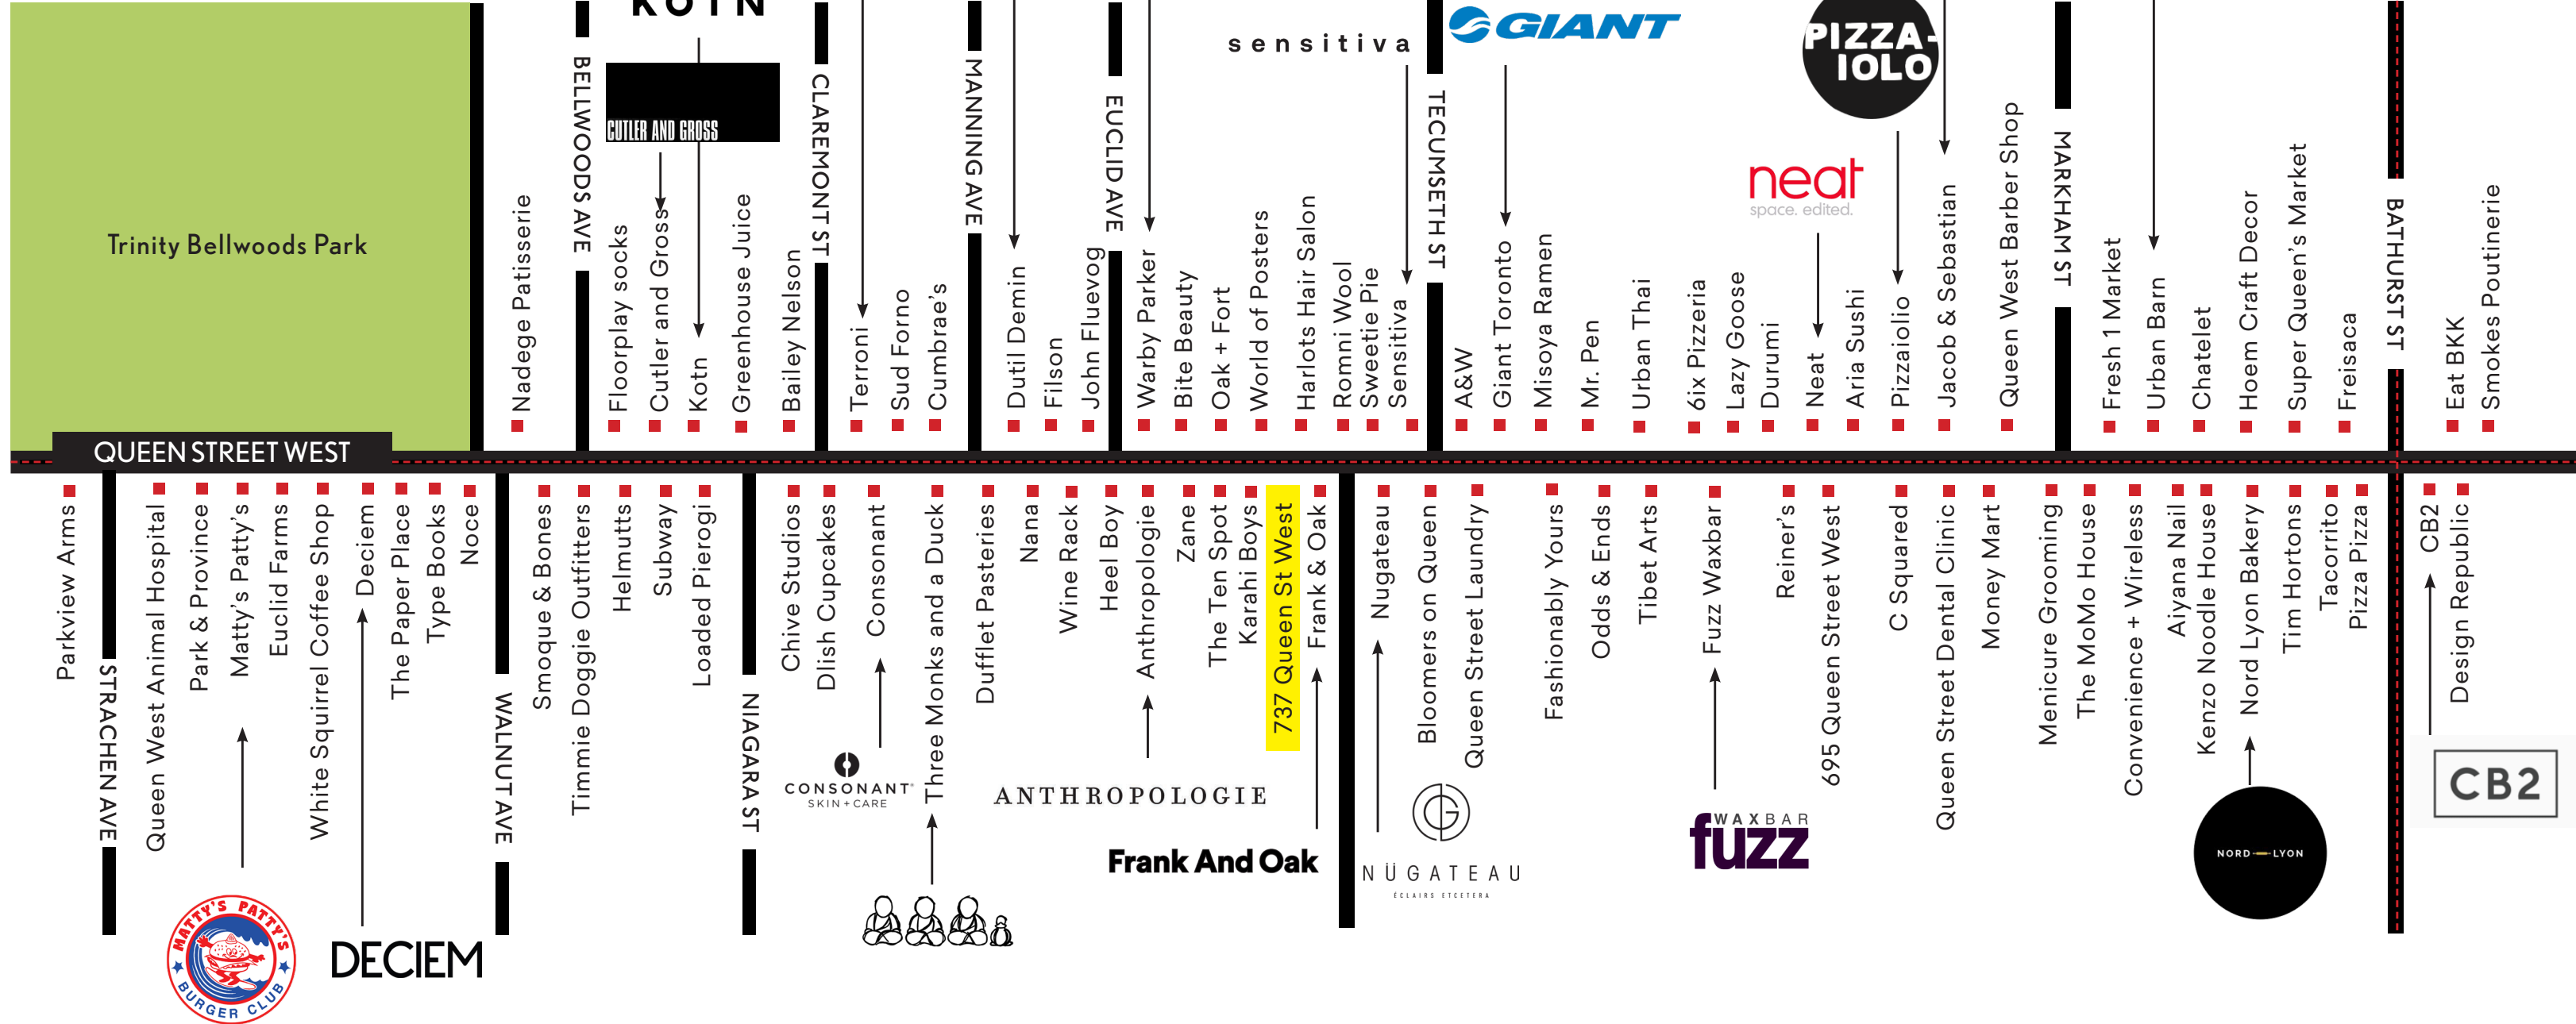 KOTN
sensitiva
GIANT
PIZZA-
IOLO
neat
space. edited.
CUTLER AND GROSS
Trinity Bellwoods Park
BELLWOODS AVE
CLAREMONT ST
MANNING AVE
EUCLID AVE
TECUMSETH ST
MARKHAM ST
BATHURST ST
Nadege Patisserie
Floorplay socks
Cutler and Gross
Kotn
Greenhouse Juice
Bailey Nelson
Terroni
Sud Forno
Cumbrae's
Dutil Demin
Filson
John Fluevog
Warby Parker
Bite Beauty
Oak + Fort
World of Posters
Harlots Hair Salon
Romni Wool
Sweetie Pie
Sensitiva
A&W
Giant Toronto
Misoya Ramen
Mr. Pen
Urban Thai
6ix Pizzeria
Lazy Goose
Durumi
Neat
Aria Sushi
Pizzaiolio
Jacob & Sebastian
Queen West Barber Shop
Fresh 1 Market
Urban Barn
Chatelet
Hoem Craft Decor
Super Queen's Market
Freisaca
Eat BKK
Smokes Poutinerie
QUEEN STREET WEST
Parkview Arms
STRACHEN AVE
Queen West Animal Hospital
Park & Province
Matty's Patty's
Euclid Farms
White Squirrel Coffee Shop
Deciem
The Paper Place
Type Books
Noce
WALNUT AVE
Smoque & Bones
Timmie Doggie Outfitters
Helmutts
Subway
Loaded Pierogi
NIAGARA ST
Chive Studios
Dlish Cupcakes
Consonant
Three Monks and a Duck
Dufflet Pasteries
Nana
Wine Rack
Heel Boy
Anthropologie
Zane
The Ten Spot
Karahi Boys
737 Queen St West
Frank & Oak
Nugateau
Bloomers on Queen
Queen Street Laundry
Fashionably Yours
Odds & Ends
Tibet Arts
Fuzz Waxbar
Reiner's
695 Queen Street West
C Squared
Queen Street Dental Clinic
Money Mart
Menicure Grooming
The MoMo House
Convenience + Wireless
Aiyana Nail
Kenzo Noodle House
Nord Lyon Bakery
Tim Hortons
Tacorrito
Pizza Pizza
CB2
Design Republic
CONSONANT
SKIN + CARE
ANTHROPOLOGIE
Frank And Oak
NÜGATEAU
ÉCLAIRS ETCETERA
WAXBAR
fuzz
NORD LYON
CB2
MATTY'S PATTY'S
BURGER CLUB
DECIEM